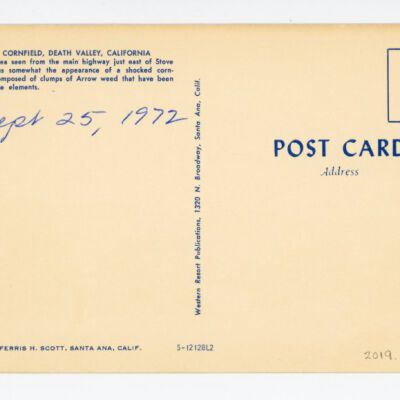 CORNFIELD, DEATH VALLEY, CALIFORNIA
ea seen from the main highway just east of Stove
us somewhat the appearance of a shocked corn-
omposed of clumps of Arrow weed that have been
e elements.
ept 25, 1972
POST CARD
Address
Western Resort Publications, 1320 N. Broadway, Santa Ana, Calif.
FERRIS H. SCOTT, SANTA ANA, CALIF.
S-12128L2
2019.